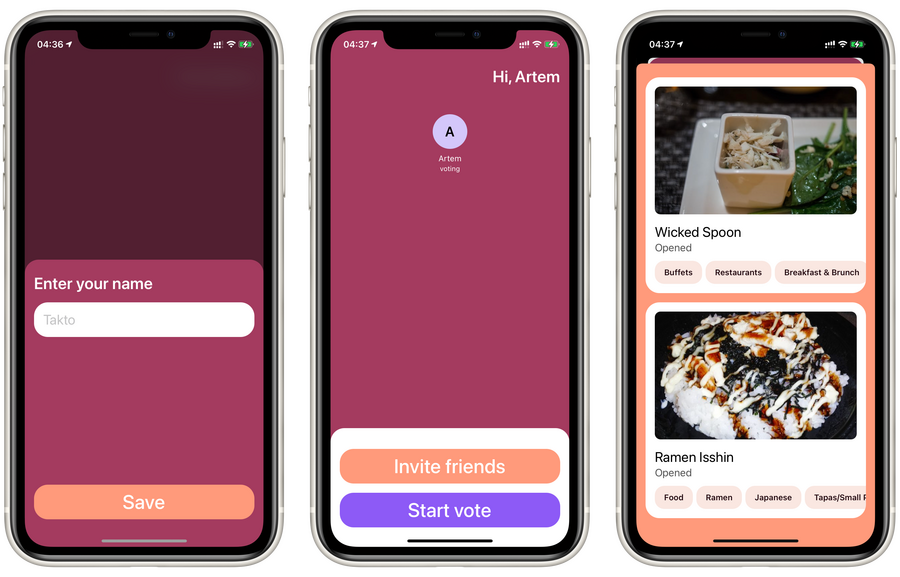 04:36
Enter your name
Takto
Save
04:37
Hi, Artem
A
Artem
voting
Invite friends
Start vote
04:37
Wicked Spoon
Opened
Buffets Restaurants Breakfast & Brunch
Ramen Isshin
Opened
Food Ramen Japanese Tapas/Small